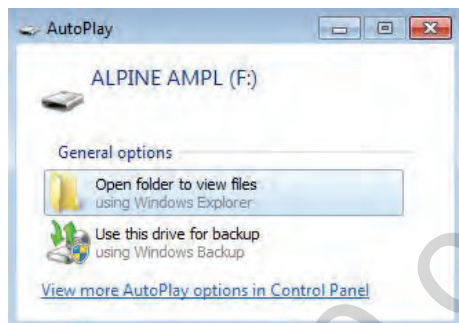 AutoPlay
ALPINE AMPL (F:)
General options
Open folder to view files
using Windows Explorer
Use this drive for backup
using Windows Backup
View more AutoPlay options in Control Panel